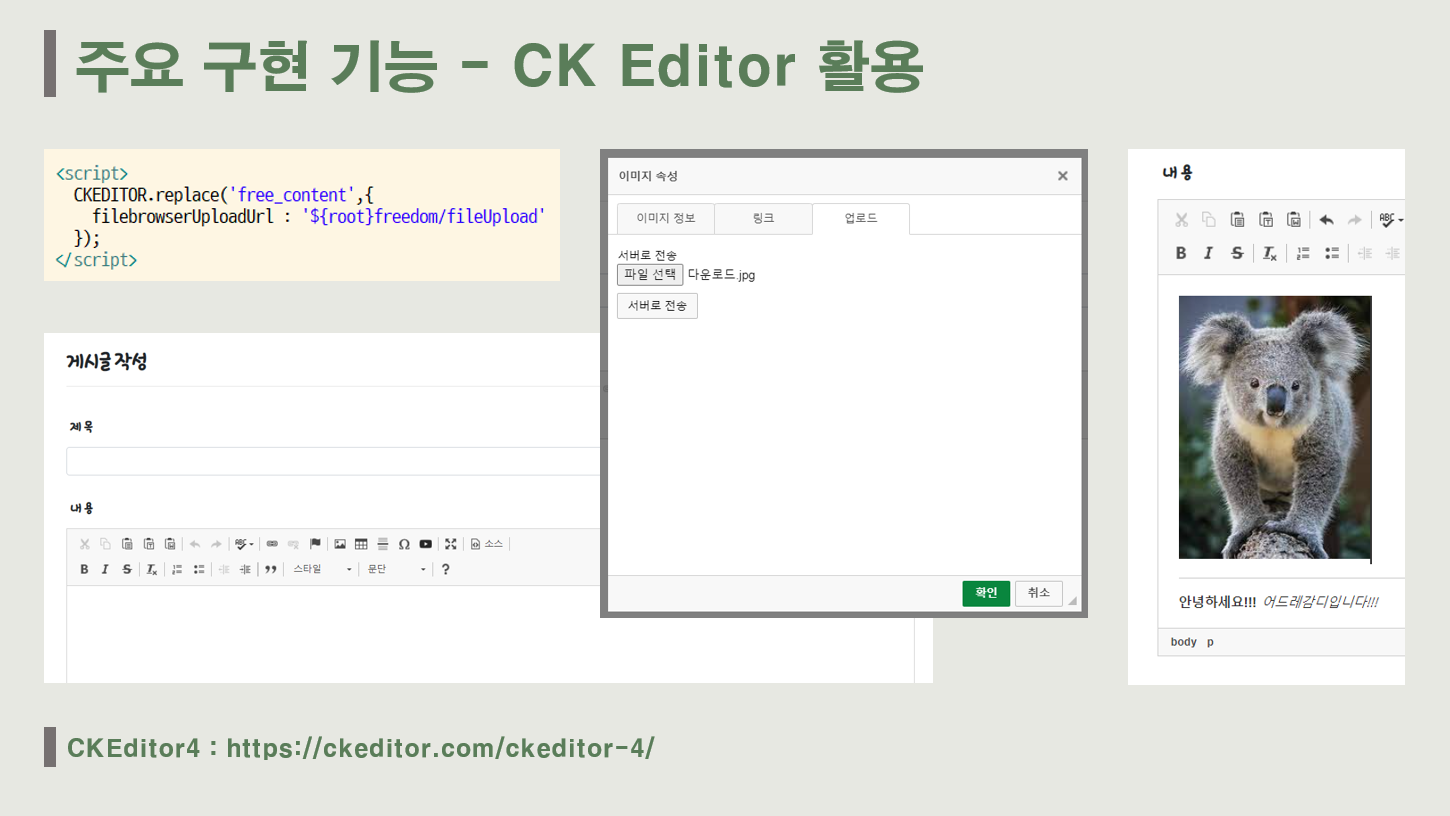 주요 구현 기능 - CK Editor 활용
<script>
CKEDITOR.replace('free_content',{
filebrowserUploadUrl : '${root}freedom/fileUpload'
});
</script>
게시글 작성
제목
내용
ABC
소스
B I S Tx
스타일
문단
?
이미지 속성
이미지 정보
링크
업로드
서버로 전송
파일 선택 다운로드.jpg
서버로 전송
확인
취소
내용
ABC
B I S Tx
안녕하세요!!! 어드레감디입니다!!!
body p
CKEditor4 : https://ckeditor.com/ckeditor-4/